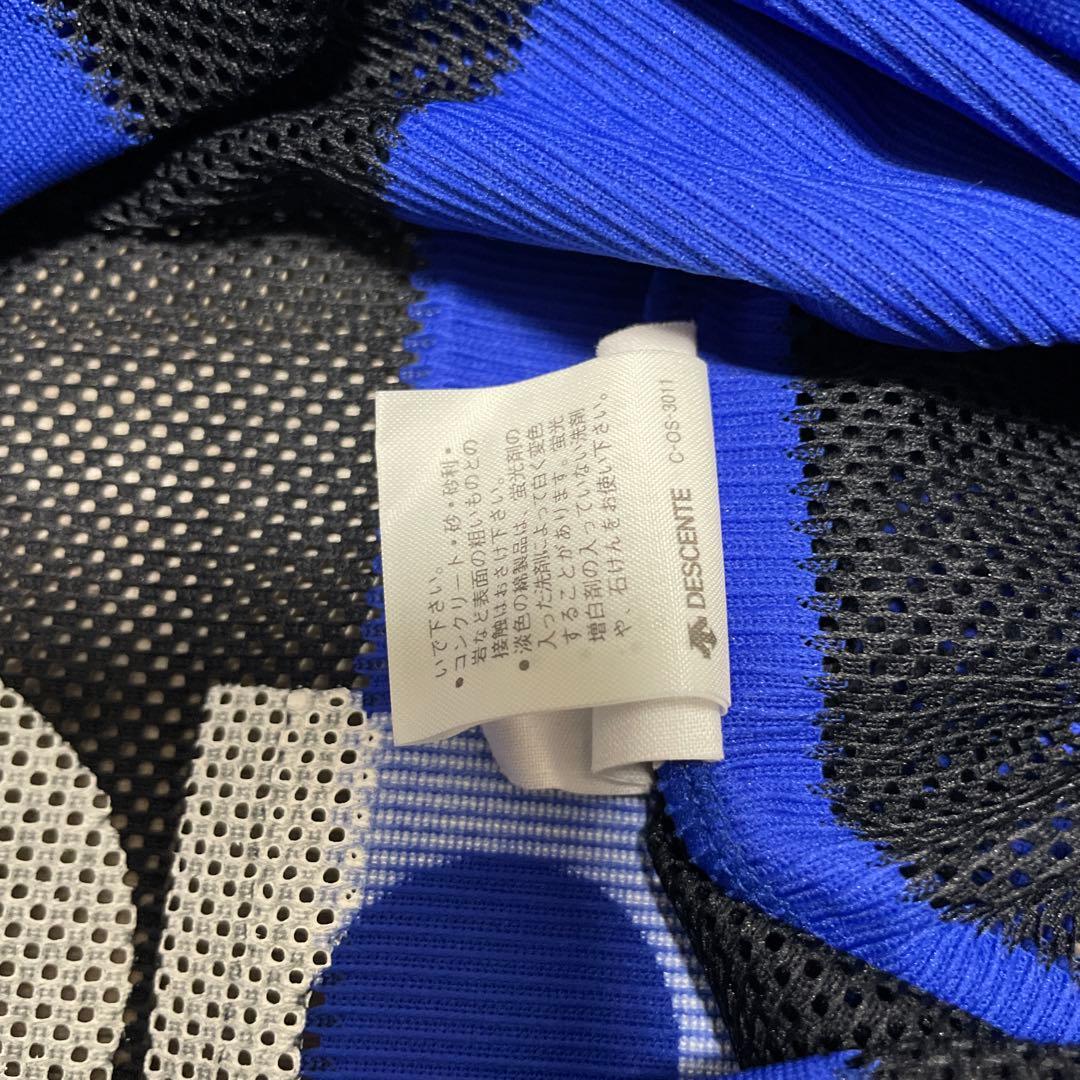 いで下さい。
•コンクリート・砂・砂利・
岩など表面の粗いものとの
接触はおさけ下さい。
•淡色の綿製品は、蛍光剤の
入った洗剤によって白く変色
することがあります。蛍光
増白剤の入っていない洗剤
や、石けんをお使い下さい。
DESCENTE C-OS-3011